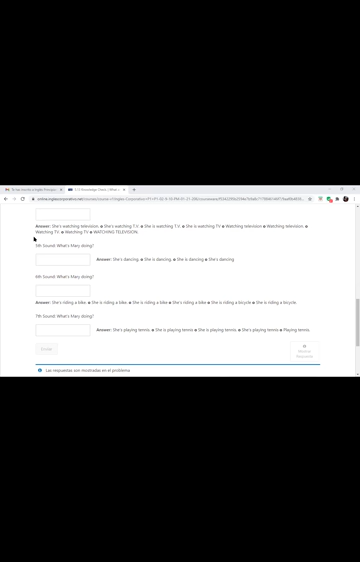 Answer: She's watching television. o She's watching T.V. o She is watching T.V. o She is watching TV o Watching television o Watching television. o
Watching TV. o Watching TV o WATCHING TELEVISION
5th Sound: What's Mary doing?
Answer: She's dancing. o She is dancing. o She is dancing o She's dancing
6th Sound: What's Mary doing?
Answer: She's riding a bike. o She is riding a bike. o She is riding a bike o She's riding a bike o She's riding a bicycle o She is riding a bicycle.
7th Sound: What's Mary doing?
Answer: She's playing tennis. o She is playing tennis o She is playing tennis. o She's playing tennis o Playing tennis.
Enviar
Mostrar
Respuesta
Las respuestas son mostradas en el problema